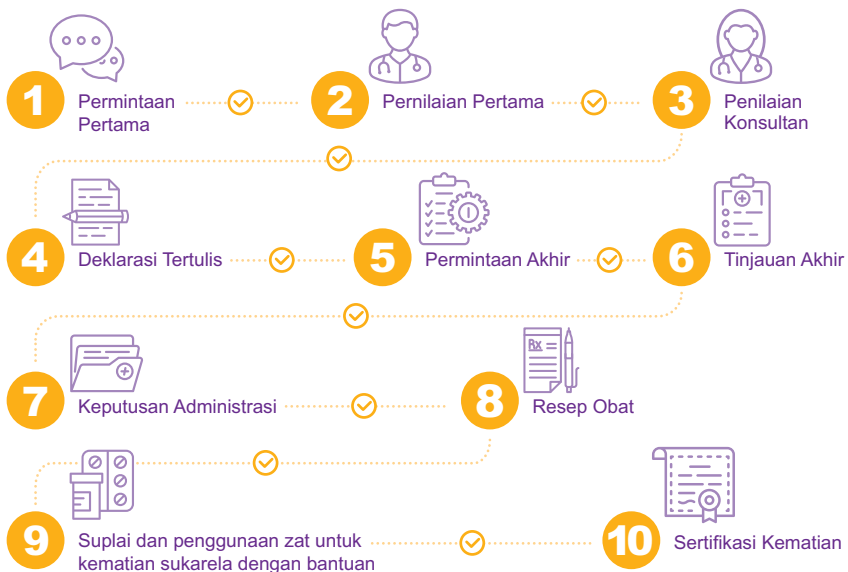 1
Permintaan
Pertama
2
Pernilaian Pertama
3
Penilaian
Konsultan
4
Deklarasi Tertulis
5
Permintaan Akhir
6
Tinjauan Akhir
7
Keputusan Administrasi
Rx
8
Resep Obat
9
Suplai dan penggunaan zat untuk
kematian sukarela dengan bantuan
10
Sertifikasi Kematian